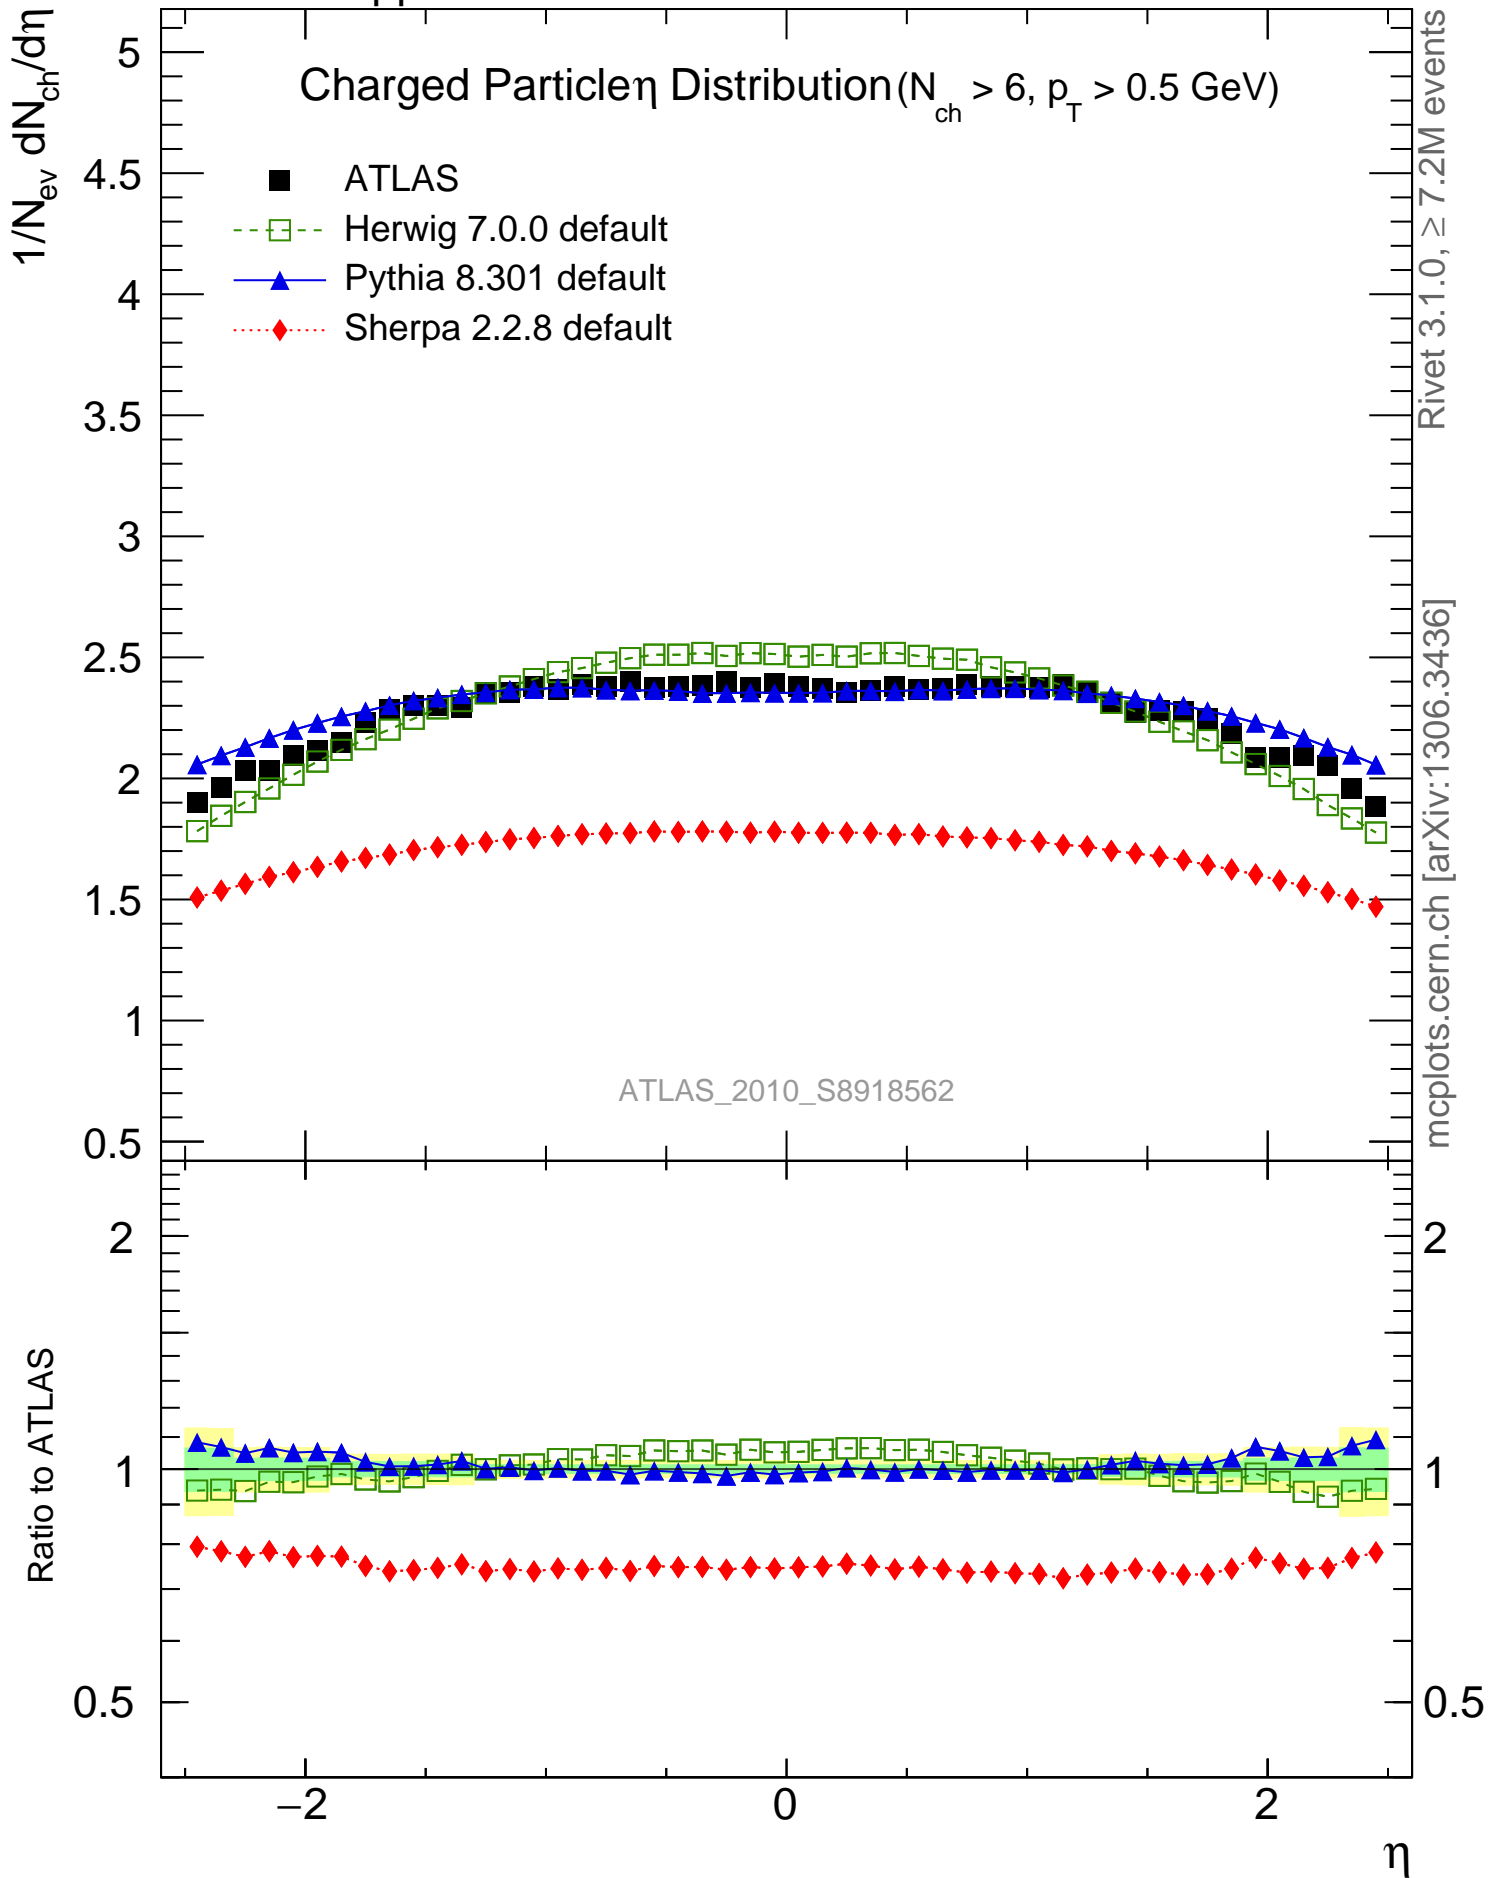 Charged Particleη Distribution (N_ch > 6, p_T > 0.5 GeV)
1/N_ev dN_ch/dη
ATLAS
Herwig 7.0.0 default
Pythia 8.301 default
Sherpa 2.2.8 default
5
4.5
4
3.5
3
2.5
2
1.5
1
0.5
ATLAS_2010_S8918562
Rivet 3.1.0, ≥ 7.2M events
mcplots.cern.ch [arXiv:1306.3436]
Ratio to ATLAS
2
1
0.5
2
1
0.5
−2
0
2
η